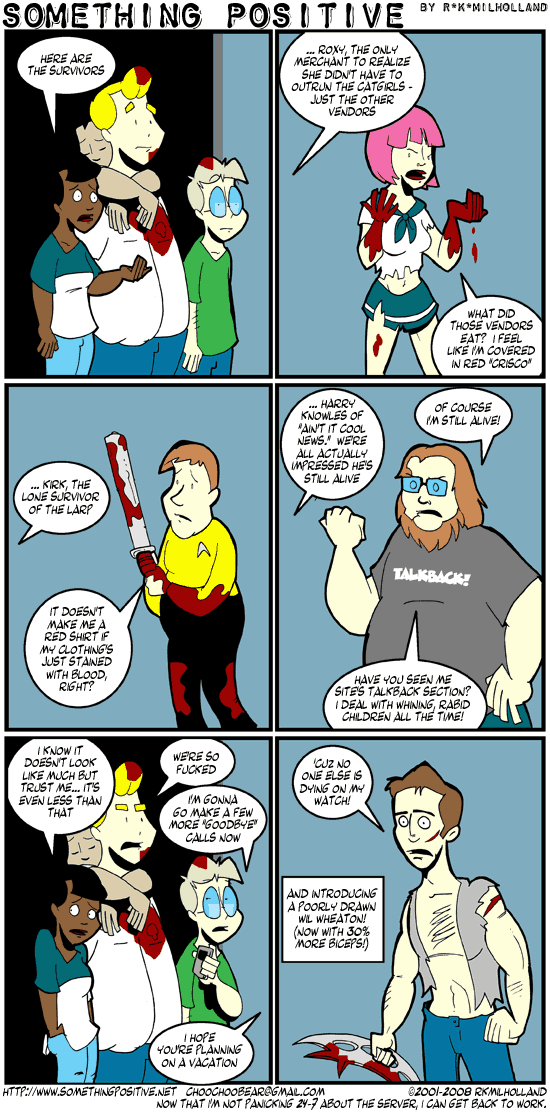 SOMETHING POSITIVE BY R*K*MILHOLLAND
HERE ARE
THE SURVIVORS
... ROXY, THE ONLY
MERCHANT TO REALIZE
SHE DIDN'T HAVE TO
OUTRUN THE CATGIRLS -
JUST THE OTHER
VENDORS
WHAT DID
THOSE VENDORS
EAT? I FEEL
LIKE I'M COVERED
IN RED "CRISCO"
... KIRK, THE
LONE SURVIVOR
OF THE LARP
IT DOESN'T
MAKE ME A
RED SHIRT IF
MY CLOTHING'S
JUST STAINED
WITH BLOOD,
RIGHT?
... HARRY
KNOWLES OF
"AIN'T IT COOL
NEWS." WE'RE
ALL ACTUALLY
IMPRESSED HE'S
STILL ALIVE
OF COURSE
I'M STILL ALIVE!
TALKBACK!
HAVE YOU SEEN ME
SITE'S TALKBACK SECTION?
I DEAL WITH WHINING, RABID
CHILDREN ALL THE TIME!
I KNOW IT
DOESN'T LOOK
LIKE MUCH BUT
TRUST ME... IT'S
EVEN LESS THAN
THAT
WE'RE SO
FUCKED
I'M GONNA
GO MAKE A FEW
MORE "GOODBYE"
CALLS NOW
I HOPE
YOU'RE PLANNING
ON A VACATION
'CUZ NO
ONE ELSE IS
DYING ON MY
WATCH!
AND INTRODUCING
A POORLY DRAWN
WIL WHEATON!
(NOW WITH 30%
MORE BICEPS!)
HTTP://WWW.SOMETHINGPOSITIVE.NET CHOOCHOOBEAR@GMAIL.COM ©2001-2008 RKMILHOLLAND
NOW THAT I'M NOT PANICKING 24-7 ABOUT THE SERVER, I CAN GET BACK TO WORK.